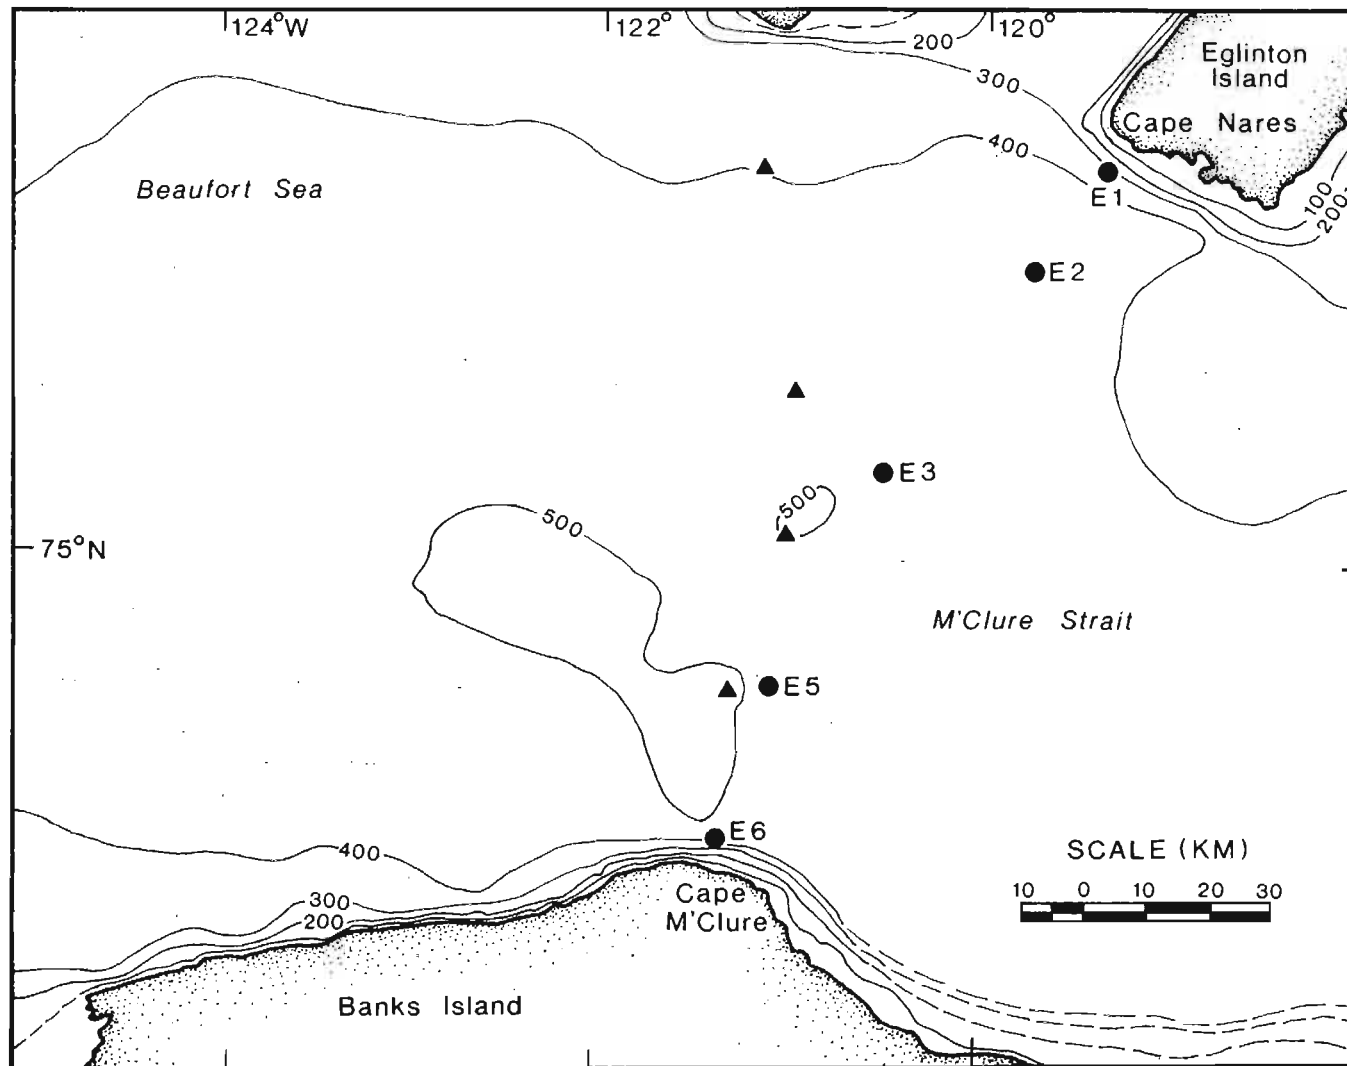 124°W
122°
120°
200
300
Eglinton
Island
Cape Nares
400
Beaufort Sea
E1
100
200
E2
E3
500
500
75°N
M'Clure Strait
E5
E6
400
SCALE (KM)
Cape
M'Clure
10 0 10 20 30
300
200
Banks Island